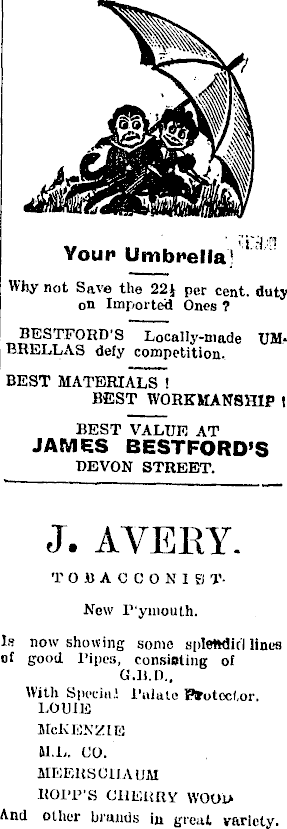 Your Umbrella!
Why not Save the 22½ per cent. duty
on Imported Ones ?
BESTFORD'S Locally-made UM-
BRELLAS defy competition.
BEST MATERIALS !
BEST WORKMANSHIP !
BEST VALUE AT
JAMES BESTFORD'S
DEVON STREET.
J. AVERY.
TOBACCONIST.
New Plymouth.
Is now showing some splendid lines
of good Pipes, consisting of
G.B.D.,
With Special Palate Protector.
LOUIE
McKENZIE
M.L. CO.
MEERSCHAUM
ROPP'S CHERRY WOOD
And other brands in great variety.